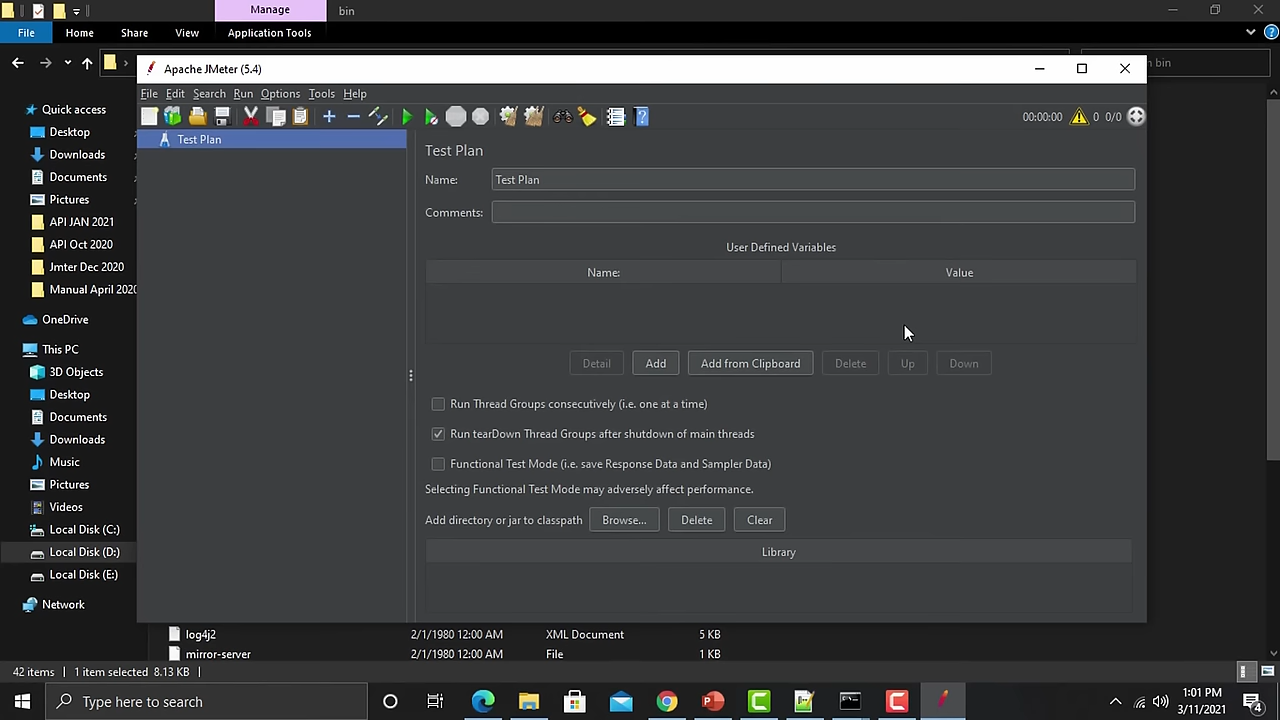 Manage
bin
File
Home
Share
View
Application Tools
bin
Apache JMeter (5.4)
File Edit Search Run Options Tools Help
00:00:00 0 0/0
Quick access
Desktop
Downloads
Documents
Pictures
API JAN 2021
API Oct 2020
Jmter Dec 2020
Manual April 2020
OneDrive
This PC
3D Objects
Desktop
Documents
Downloads
Music
Pictures
Videos
Local Disk (C:)
Local Disk (D:)
Local Disk (E:)
Network
Test Plan
Test Plan
Name: Test Plan
Comments:
User Defined Variables
Name: Value
Detail Add Add from Clipboard Delete Up Down
Run Thread Groups consecutively (i.e. one at a time)
Run tearDown Thread Groups after shutdown of main threads
Functional Test Mode (i.e. save Response Data and Sampler Data)
Selecting Functional Test Mode may adversely affect performance.
Add directory or jar to classpath Browse... Delete Clear
Library
log4j2 2/1/1980 12:00 AM XML Document 5 KB
mirror-server 2/1/1980 12:00 AM File 1 KB
42 items 1 item selected 8.13 KB
Type here to search
1:01 PM
3/11/2021
4